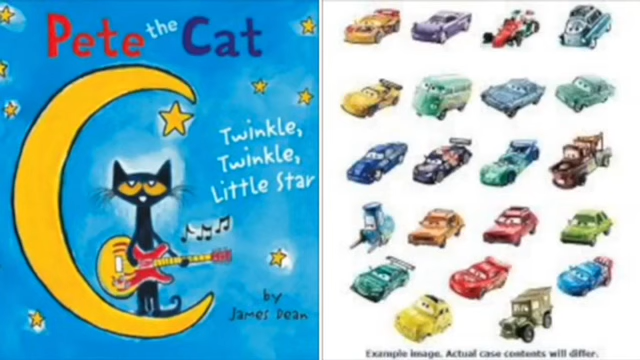 Pete the Cat
Twinkle,
Twinkle,
Little Star
by
James Dean
Example image. Actual case contents will differ.